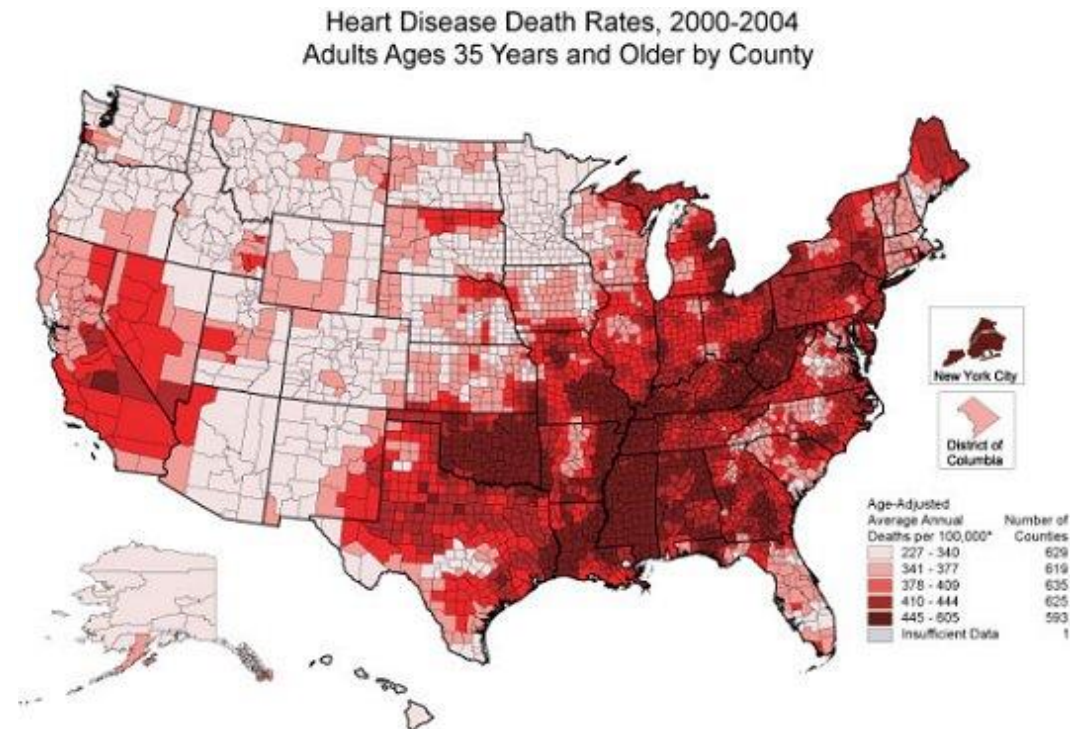 Heart Disease Death Rates, 2000-2004
Adults Ages 35 Years and Older by County
New York City
District of
Columbia
Age-Adjusted
Average Annual Number of
Deaths per 100,000* Counties
227 - 340 629
341 - 377 619
378 - 409 635
410 - 444 625
445 - 605 593
Insufficient Data 1